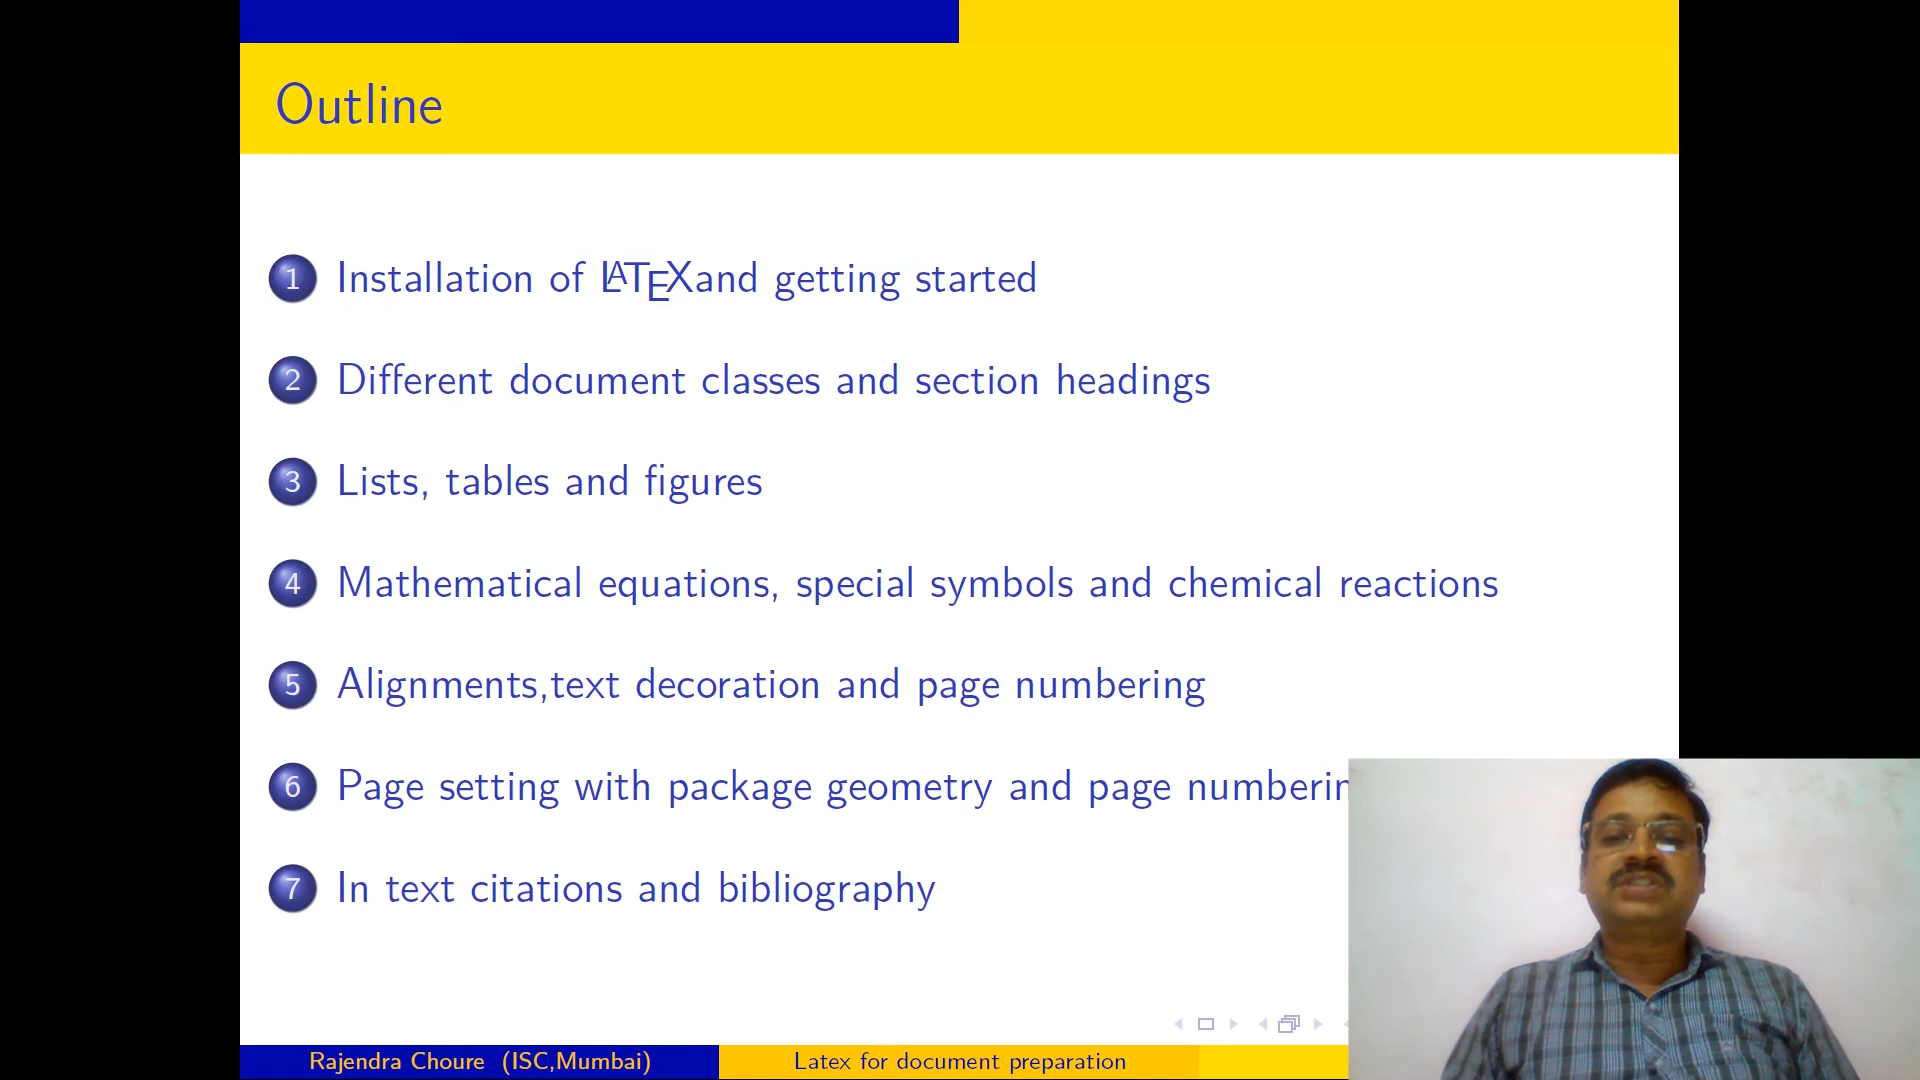 Outline
1 Installation of LATEXand getting started
2 Different document classes and section headings
3 Lists, tables and figures
4 Mathematical equations, special symbols and chemical reactions
5 Alignments,text decoration and page numbering
6 Page setting with package geometry and page numberin
7 In text citations and bibliography
Rajendra Choure (ISC,Mumbai) Latex for document preparation